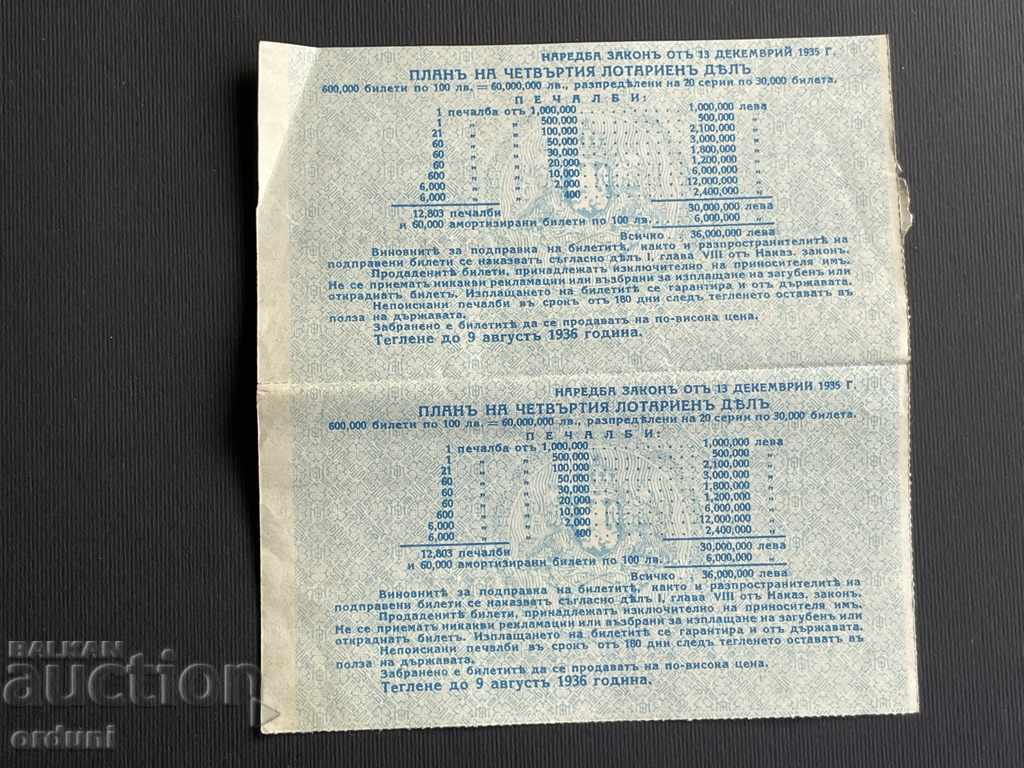 НАРЕДБА ЗАКОНЪ ОТЪ 13 ДЕКЕМВРИЙ 1935 Г.
ПЛАНЪ НА ЧЕТВЪРТИЯ ЛОТАРИЕНЪ ДѢЛЪ
600,000 билети по 100 лв. = 60,000,000 лв., разпредѣлени на 20 серии по 30,000 билета.
ПЕЧАЛБИ:
1 печалба отъ 1,000,000 1,000,000 лева
1 „ „ 500,000 500,000 „
21 „ „ 100,000 2,100,000 „
60 „ „ 50,000 3,000,000 „
60 „ „ 30,000 1,800,000 „
60 „ „ 20,000 1,200,000 „
600 „ „ 10,000 6,000,000 „
6,000 „ „ 2,000 12,000,000 „
6,000 „ „ 400 2,400,000 „
12,803 печалби 30,000,000 лева
и 60,000 амортизирани билети по 100 лв. 6,000,000 „
Всичко . . 36,000,000 лева
Виновнитѣ за подправка на билетитѣ, както и разпространителитѣ на
подправени билети се наказватъ съгласно дѣлъ I, глава VIII отъ Наказ. законъ.
Продаденитѣ билети, принадлежатъ изключително на приносителя имъ.
Не се приематъ никакви рекламации или възбрани за изплащане на загубенъ или
откраднатъ билетъ. Изплащането на билетитѣ се гарантира и отъ държавата.
Непоискани печалби въ срокъ отъ 180 дни следъ тегленето оставатъ въ
полза на държавата.
Забранено е билетитѣ да се продаватъ на по-висока цена.
Теглене до 9 августъ 1936 година.
НАРЕДБА ЗАКОНЪ ОТЪ 13 ДЕКЕМВРИЙ 1935 Г.
ПЛАНЪ НА ЧЕТВЪРТИЯ ЛОТАРИЕНЪ ДѢЛЪ
600,000 билети по 100 лв. = 60,000,000 лв., разпредѣлени на 20 серии по 30,000 билета.
ПЕЧАЛБИ:
1 печалба отъ 1,000,000 1,000,000 лева
1 „ „ 500,000 500,000 „
21 „ „ 100,000 2,100,000 „
60 „ „ 50,000 3,000,000 „
60 „ „ 30,000 1,800,000 „
60 „ „ 20,000 1,200,000 „
600 „ „ 10,000 6,000,000 „
6,000 „ „ 2,000 12,000,000 „
6,000 „ „ 400 2,400,000 „
12,803 печалби 30,000,000 лева
и 60,000 амортизирани билети по 100 лв. 6,000,000 „
Всичко . . 36,000,000 лева
Виновнитѣ за подправка на билетитѣ, както и разпространителитѣ на
подправени билети се наказватъ съгласно дѣлъ I, глава VIII отъ Наказ. законъ.
Продаденитѣ билети, принадлежатъ изключително на приносителя имъ.
Не се приематъ никакви рекламации или възбрани за изплащане на загубенъ или
откраднатъ билетъ. Изплащането на билетитѣ се гарантира и отъ държавата.
Непоискани печалби въ срокъ отъ 180 дни следъ тегленето оставатъ въ
полза на държавата.
Забранено е билетитѣ да се продаватъ на по-висока цена.
Теглене до 9 августъ 1936 година.
BALKAN
auction
orduni